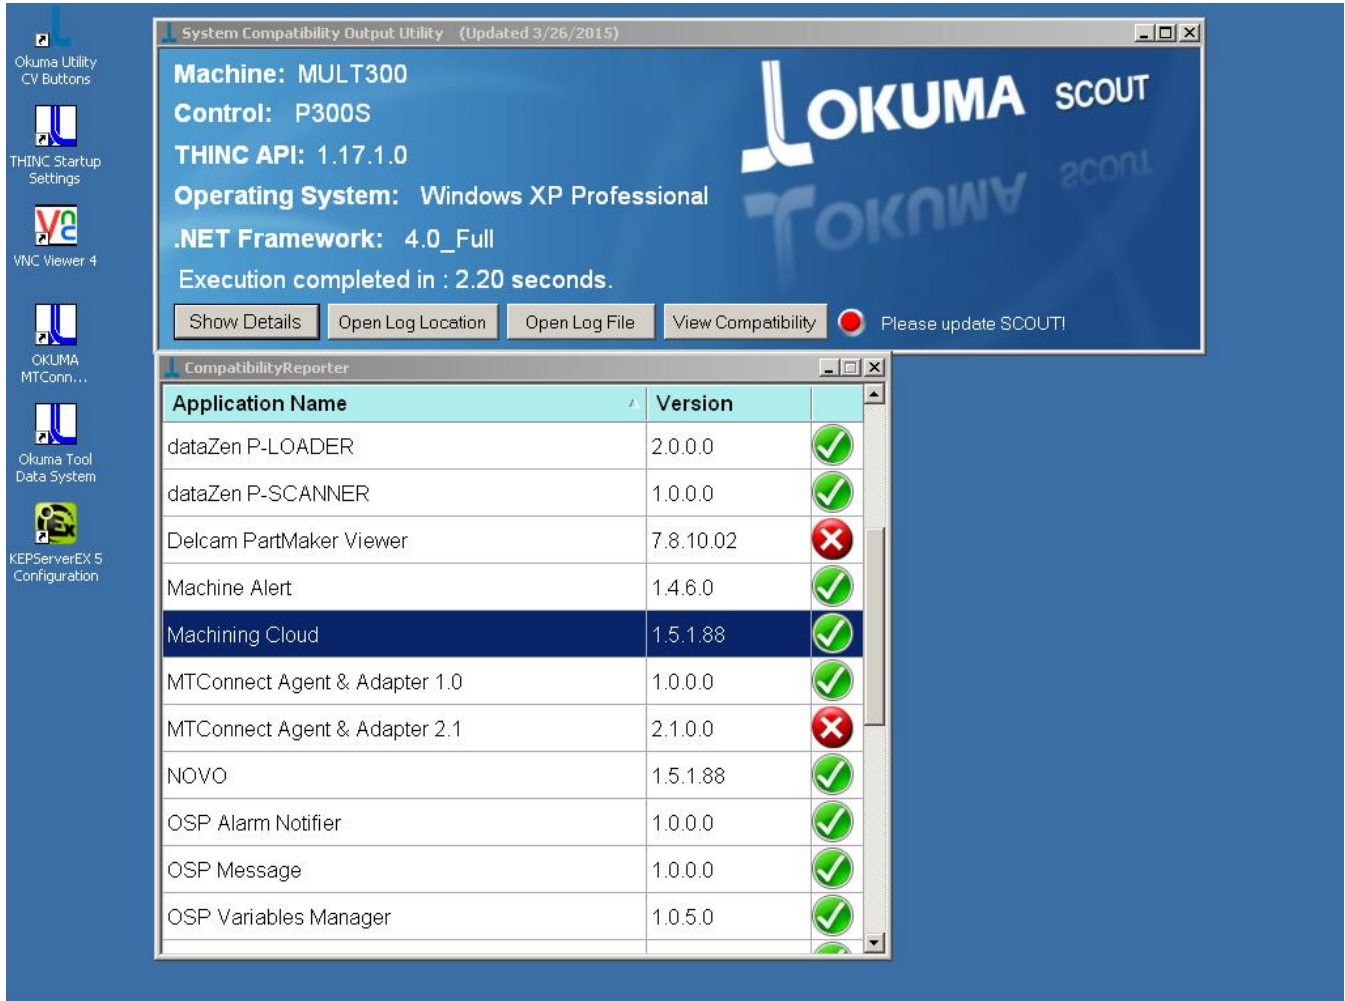 Okuma Utility
CV Buttons
THINC Startup
Settings
VNC Viewer 4
OKUMA
MTConn...
Okuma Tool
Data System
KEPServerEX 5
Configuration
System Compatibility Output Utility (Updated 3/26/2015)
Machine: MULT300
Control: P300S
THINC API: 1.17.1.0
Operating System: Windows XP Professional
.NET Framework: 4.0_Full
Execution completed in : 2.20 seconds.
OKUMA SCOUT
Show Details Open Log Location Open Log File View Compatibility Please update SCOUT!
CompatibilityReporter
Application Name Version
dataZen P-LOADER 2.0.0.0
dataZen P-SCANNER 1.0.0.0
Delcam PartMaker Viewer 7.8.10.02
Machine Alert 1.4.6.0
Machining Cloud 1.5.1.88
MTConnect Agent & Adapter 1.0 1.0.0.0
MTConnect Agent & Adapter 2.1 2.1.0.0
NOVO 1.5.1.88
OSP Alarm Notifier 1.0.0.0
OSP Message 1.0.0.0
OSP Variables Manager 1.0.5.0